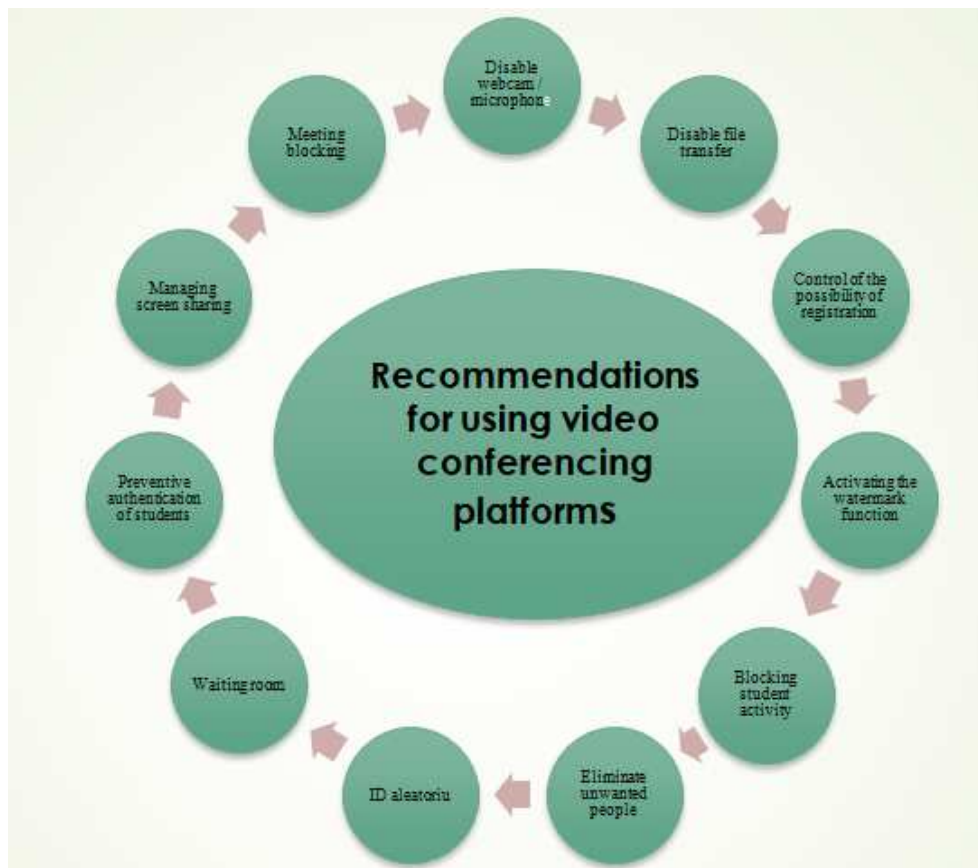 Disable
webcam /
microphone
Disable file
transfer
Control of the
possibility of
registration
Activating the
watermark
function
Blocking
student
activity
Eliminate
unwanted
people
ID aleatoriu
Waiting room
Preventive
authentication
of students
Managing
screen sharing
Meeting
blocking
Recommendations
for using video
conferencing
platforms